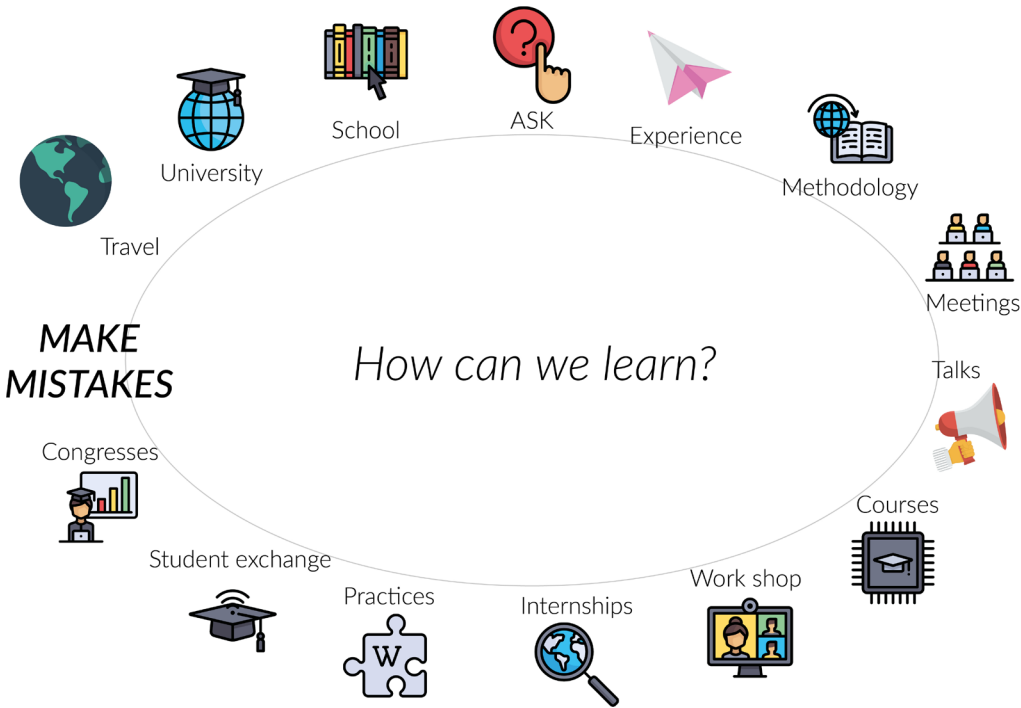 ASK
School
Experience
University
Methodology
Travel
Meetings
MAKE
MISTAKES
How can we learn?
Talks
Congresses
Courses
Student exchange
Work shop
Practices
Internships
W